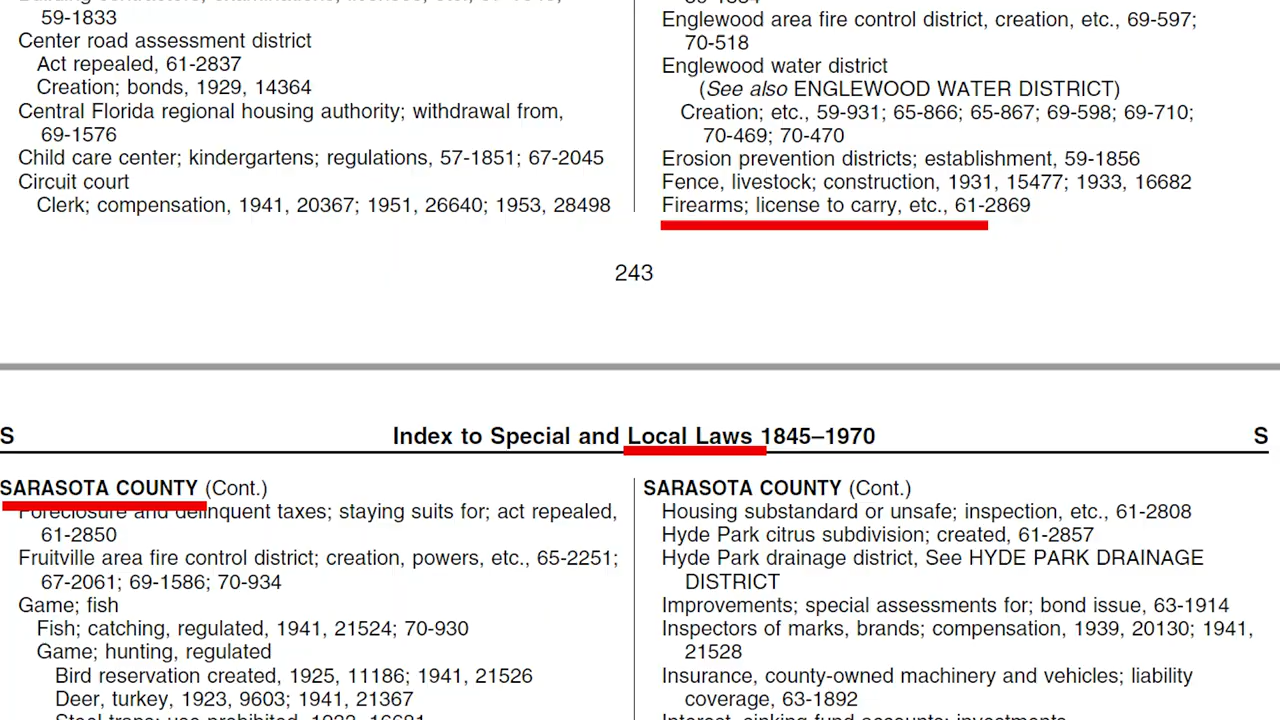 59-1833
Center road assessment district
Act repealed, 61-2837
Creation; bonds, 1929, 14364
Central Florida regional housing authority; withdrawal from,
69-1576
Child care center; kindergartens; regulations, 57-1851; 67-2045
Circuit court
Clerk; compensation, 1941, 20367; 1951, 26640; 1953, 28498
Englewood area fire control district, creation, etc., 69-597;
70-518
Englewood water district
(See also ENGLEWOOD WATER DISTRICT)
Creation; etc., 59-931; 65-866; 65-867; 69-598; 69-710;
70-469; 70-470
Erosion prevention districts; establishment, 59-1856
Fence, livestock; construction, 1931, 15477; 1933, 16682
Firearms; license to carry, etc., 61-2869
243
S Index to Special and Local Laws 1845–1970 S
SARASOTA COUNTY (Cont.)
Foreclosure and delinquent taxes; staying suits for; act repealed,
61-2850
Fruitville area fire control district; creation, powers, etc., 65-2251;
67-2061; 69-1586; 70-934
Game; fish
Fish; catching, regulated, 1941, 21524; 70-930
Game; hunting, regulated
Bird reservation created, 1925, 11186; 1941, 21526
Deer, turkey, 1923, 9603; 1941, 21367
SARASOTA COUNTY (Cont.)
Housing substandard or unsafe; inspection, etc., 61-2808
Hyde Park citrus subdivision; created, 61-2857
Hyde Park drainage district, See HYDE PARK DRAINAGE
DISTRICT
Improvements; special assessments for; bond issue, 63-1914
Inspectors of marks, brands; compensation, 1939, 20130; 1941,
21528
Insurance, county-owned machinery and vehicles; liability
coverage, 63-1892